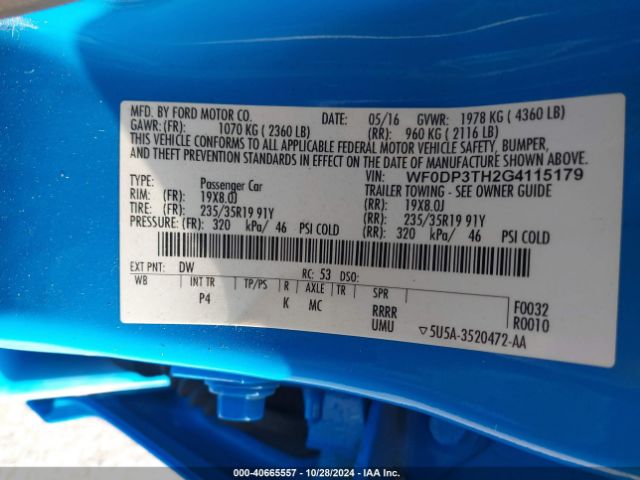 MFD. BY FORD MOTOR CO. DATE: 05/16 GVWR: 1978 KG ( 4360 LB)
GAWR: (FR): 1070 KG ( 2360 LB) (RR): 960 KG ( 2116 LB)
THIS VEHICLE CONFORMS TO ALL APPLICABLE FEDERAL MOTOR VEHICLE SAFETY, BUMPER,
AND THEFT PREVENTION STANDARDS IN EFFECT ON THE DATE OF MANUFACTURE SHOWN ABOVE.
VIN: WF0DP3TH2G4115179
TYPE: Passenger Car TRAILER TOWING - SEE OWNER GUIDE
RIM: (FR): 19X8.0J (RR): 19X8.0J
TIRE: (FR): 235/35R19 91Y (RR): 235/35R19 91Y
PRESSURE: (FR): 320 kPa/ 46 PSI COLD (RR): 320 kPa/ 46 PSI COLD
EXT PNT: DW RC: 53 DSO:
WB INT TR TP/PS R AXLE TR SPR F0032
P4 K MC RRRR R0010
UMU ▽5U5A-3520472-AA
000-40665557 - 10/28/2024 - IAA Inc.